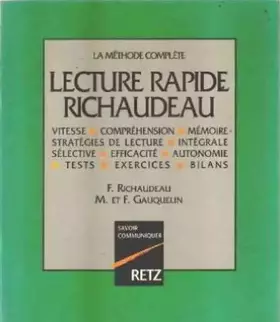 LA MÉTHODE COMPLÈTE
LECTURE RAPIDE
RICHAUDEAU
VITESSE • COMPRÉHENSION • MÉMOIRE •
STRATÉGIES DE LECTURE • INTÉGRALE
SÉLECTIVE • EFFICACITÉ • AUTONOMIE
• TESTS • EXERCICES • BILANS
F. RICHAUDEAU
M. ET F. GAUQUELIN
SAVOIR
COMMUNIQUER
RETZ